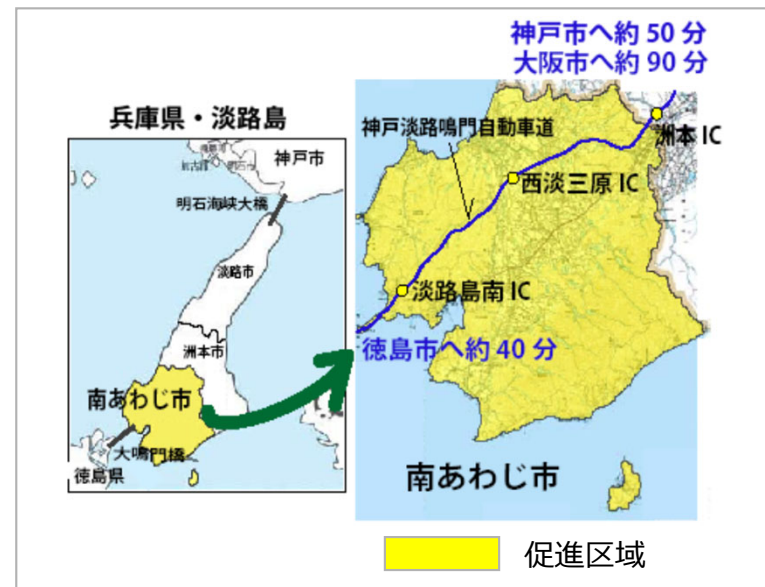 神戸市へ約 50 分
大阪市へ約 90 分
兵庫県・淡路島
神戸市
明石海峡大橋
淡路市
洲本市
南あわじ市
大鳴門橋
徳島県
神戸淡路鳴門自動車道
洲本 IC
西淡三原 IC
淡路島南 IC
徳島市へ約 40 分
南あわじ市
促進区域